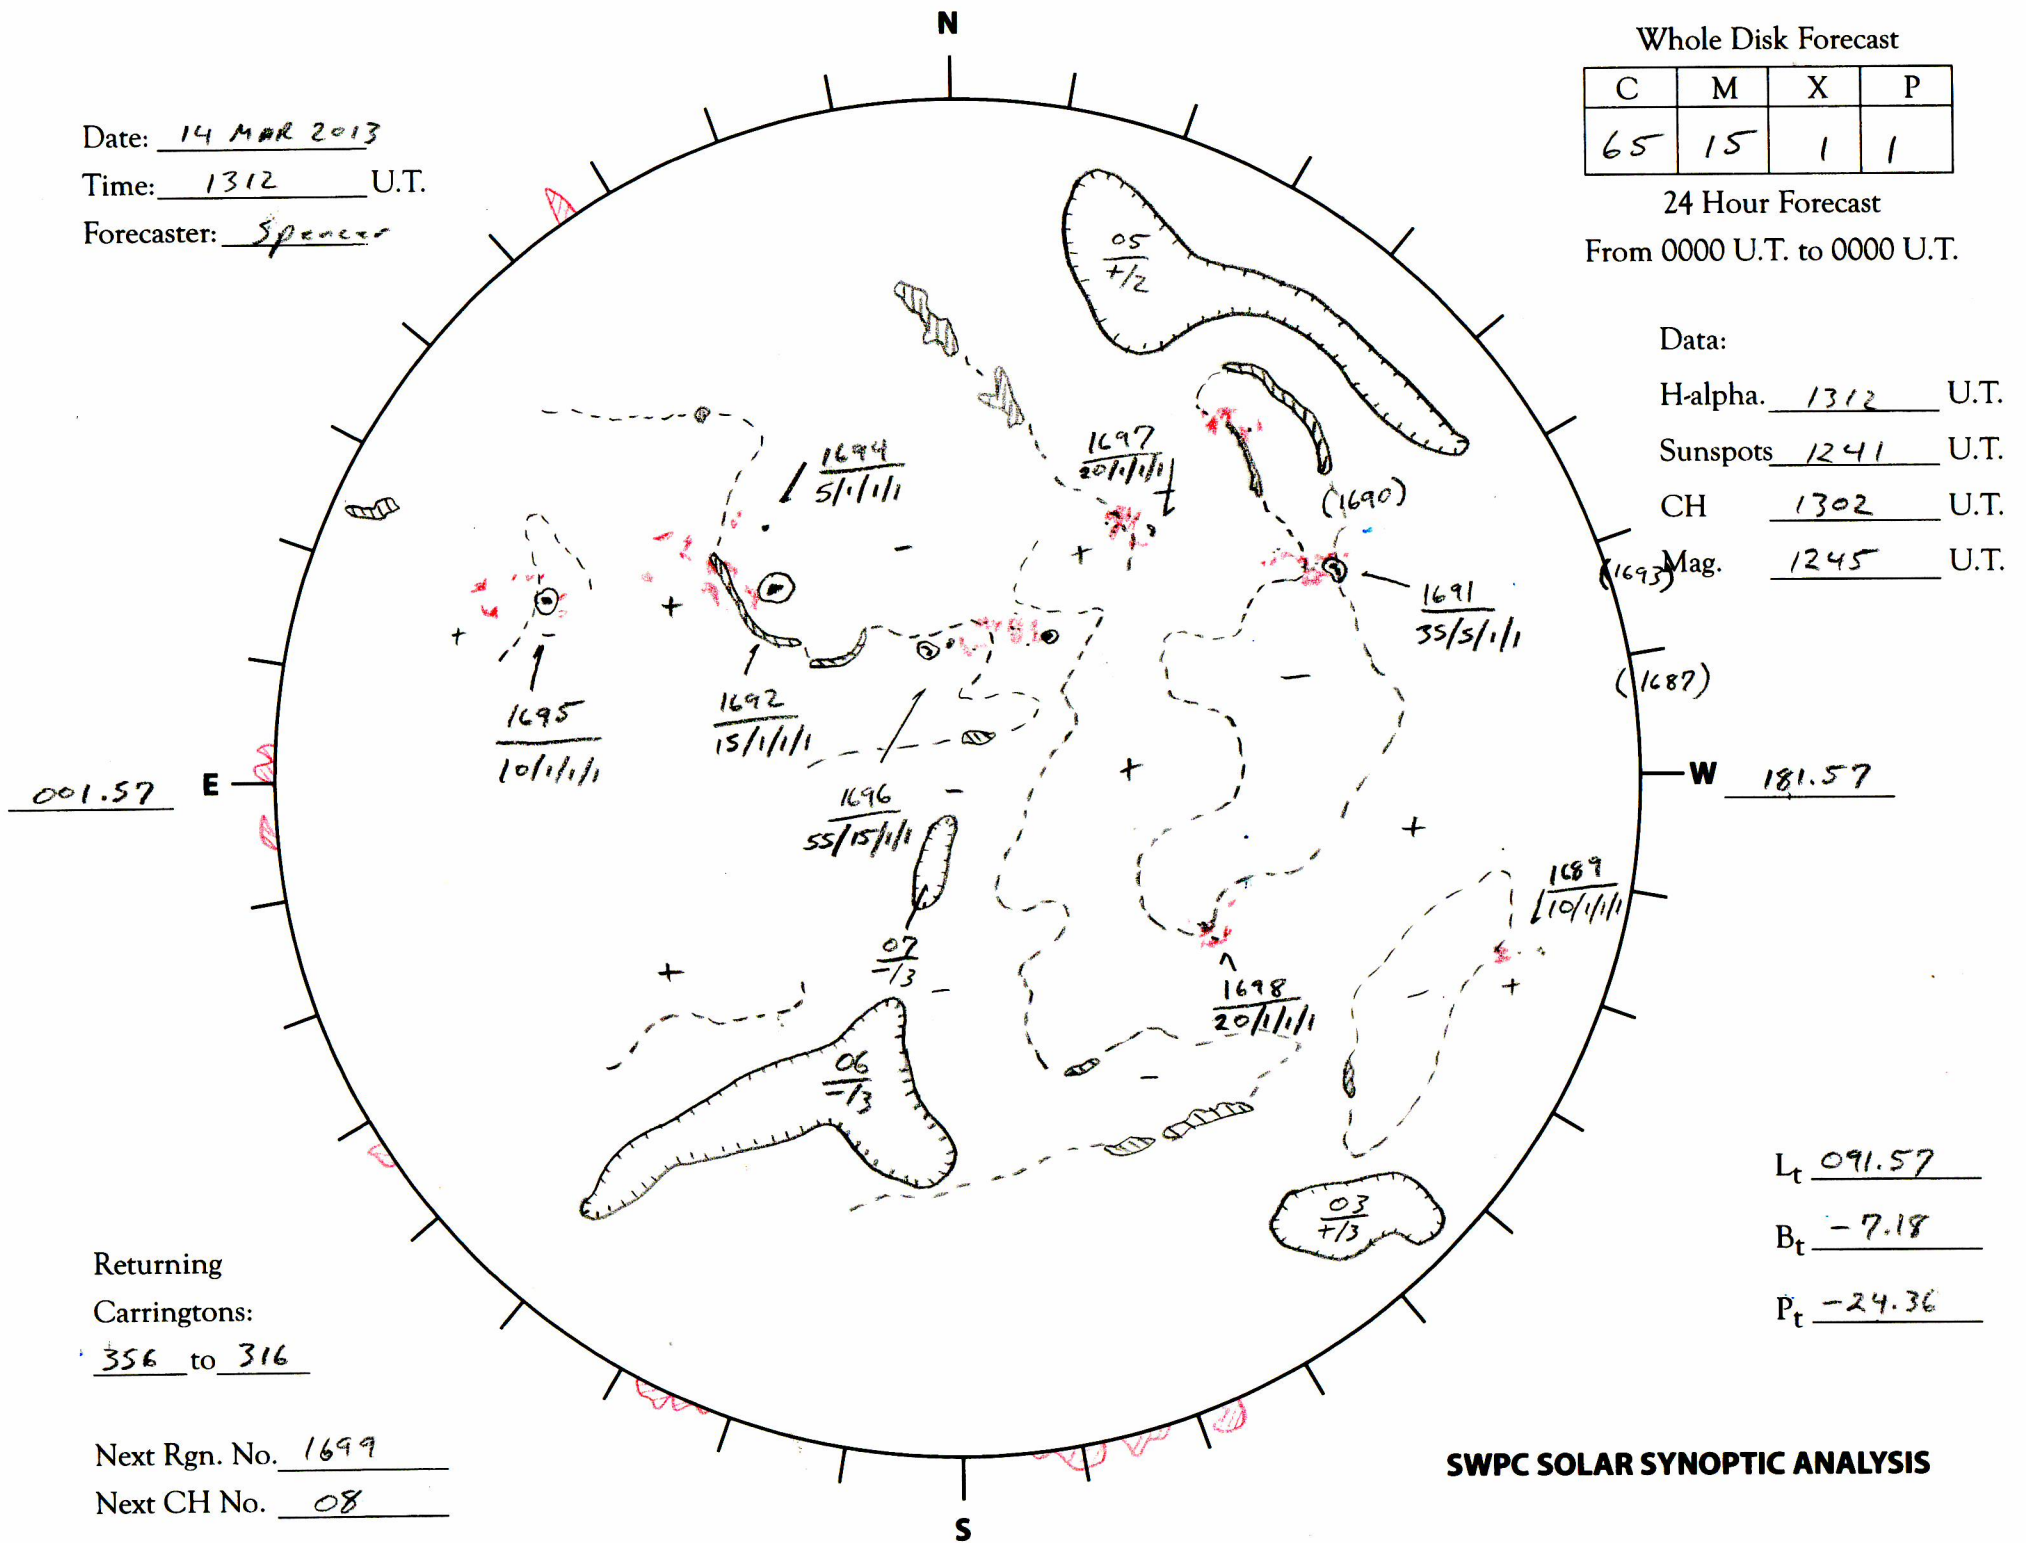 N
Whole Disk Forecast
C M X P
65 15 1 1
24 Hour Forecast
From 0000 U.T. to 0000 U.T.
Date: 14 MAR 2013
Time: 1312 U.T.
Forecaster: Spencer
Data:
H-alpha. 1312 U.T.
Sunspots 1241 U.T.
CH 1302 U.T.
Mag. 1245 U.T.
05
+/2
1694
5/1/1/1
1697
20/1/1/1
(1690)
(1693)
1691
35/5/1/1
(1687)
1695
10/1/1/1
1692
15/1/1/1
001.57 E
W 181.57
1696
55/15/1/1
1689
10/1/1/1
07
-/3
1698
20/1/1/1
06
-/3
03
+/3
Lt 091.57
Bt -7.18
Pt -24.36
Returning
Carringtons:
356 to 316
Next Rgn. No. 1699
Next CH No. 08
SWPC SOLAR SYNOPTIC ANALYSIS
S